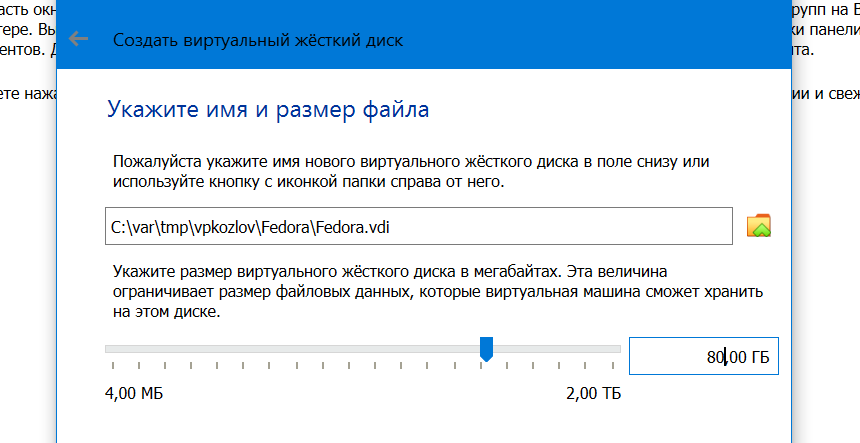 асть окн
рупп на В
тере. Вы
ки панели
ентов. Д
нта.
ете нажа
ии и свеж
Создать виртуальный жёсткий диск
Укажите имя и размер файла
Пожалуйста укажите имя нового виртуального жёсткого диска в поле снизу или
используйте кнопку с иконкой папки справа от него.
C:\var\tmp\vpkozlov\Fedora\Fedora.vdi
Укажите размер виртуального жёсткого диска в мегабайтах. Эта величина
ограничивает размер файловых данных, которые виртуальная машина сможет хранить
на этом диске.
80,00 ГБ
4,00 МБ
2,00 ТБ